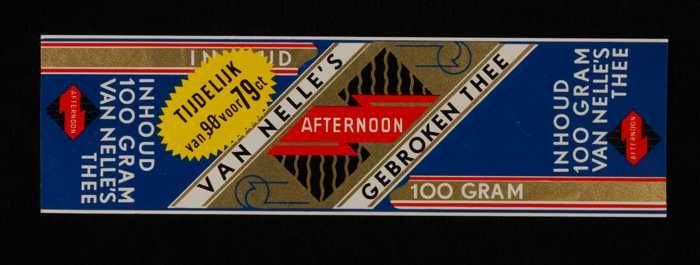 AFTERNOON
INHOUD
100 GRAM
VAN NELLE'S
THEE
INHOUD
TIJDELIJK
van 98 voor 79 ct
VAN NELLE'S
AFTERNOON
GEBROKEN THEE
100 GRAM
INHOUD
100 GRAM
VAN NELLE'S
THEE
AFTERNOON